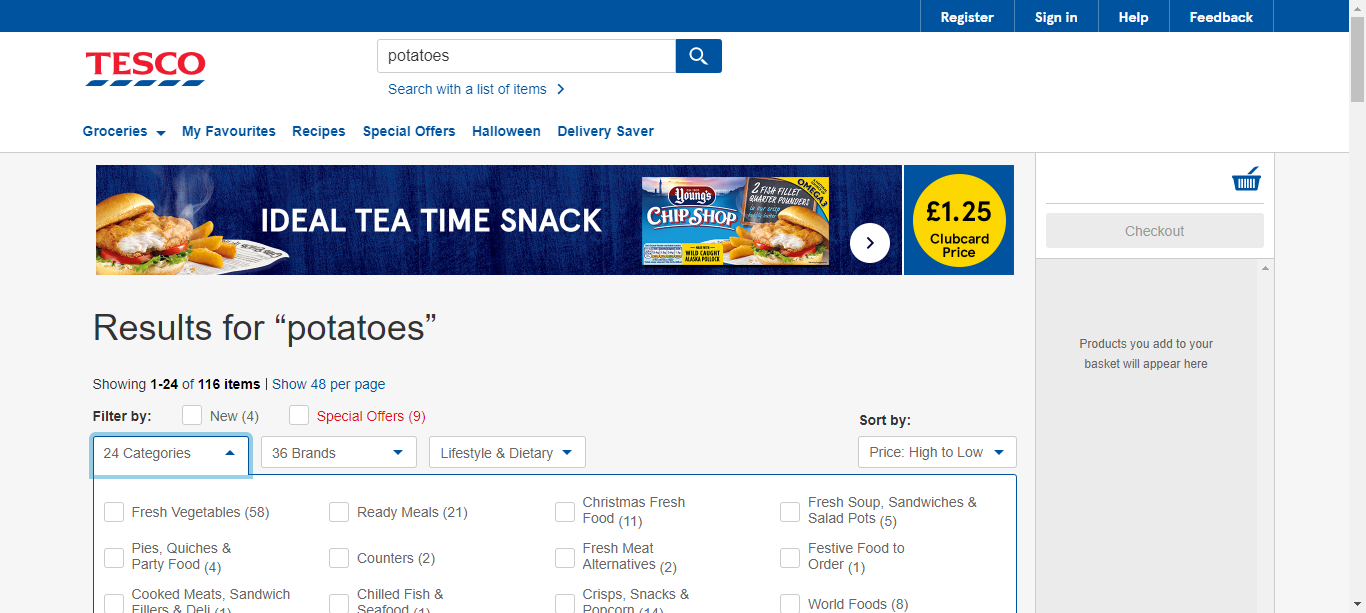 Register Sign in Help Feedback
TESCO
potatoes
Search with a list of items
Groceries My Favourites Recipes Special Offers Halloween Delivery Saver
IDEAL TEA TIME SNACK
Young's
CHIP SHOP
2 FISH FILLET
QUARTER POUNDERS
OMEGA3
WILD CAUGHT
ALASKA POLLOCK
£1.25
Clubcard
Price
Checkout
Products you add to your
basket will appear here
Results for “potatoes”
Showing 1-24 of 116 items | Show 48 per page
Filter by: New (4) Special Offers (9)
Sort by:
24 Categories 36 Brands Lifestyle & Dietary Price: High to Low
Fresh Vegetables (58)
Ready Meals (21)
Christmas Fresh
Food (11)
Fresh Soup, Sandwiches &
Salad Pots (5)
Pies, Quiches &
Party Food (4)
Counters (2)
Fresh Meat
Alternatives (2)
Festive Food to
Order (1)
Cooked Meats, Sandwich
Fillers & Deli (1)
Chilled Fish &
Seafood (1)
Crisps, Snacks &
Popcorn (14)
World Foods (8)